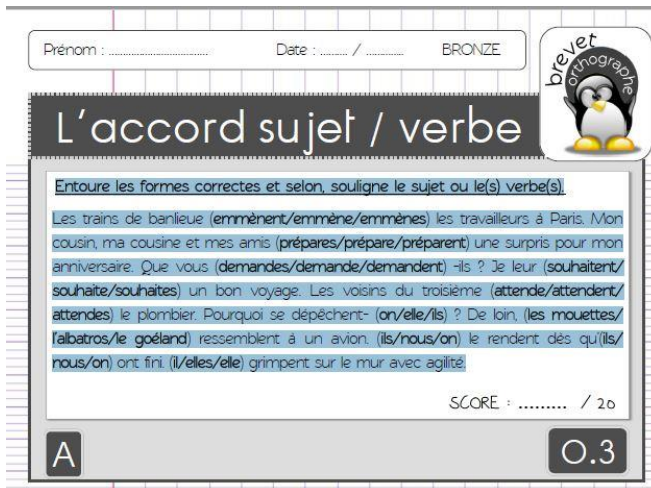 Prénom : .................................. Date : ......... / ............. BRONZE
brevet
orthographe
L'accord sujet / verbe
Entoure les formes correctes et selon, souligne le sujet ou le(s) verbe(s).
Les trains de banlieue (emmènent/emmène/emmènes) les travailleurs à Paris. Mon
cousin, ma cousine et mes amis (prépares/prépare/préparent) une surpris pour mon
anniversaire. Que vous (demandes/demande/demandent) -ils ? Je leur (souhaitent/
souhaite/souhaites) un bon voyage. Les voisins du troisième (attende/attendent/
attendes) le plombier. Pourquoi se dépêchent- (on/elle/ils) ? De loin, (les mouettes/
l'albatros/le goéland) ressemblent à un avion. (ils/nous/on) le rendent dès qu'(ils/
nous/on) ont fini. (il/elles/elle) grimpent sur le mur avec agilité.
SCORE : ......... / 20
A
O.3